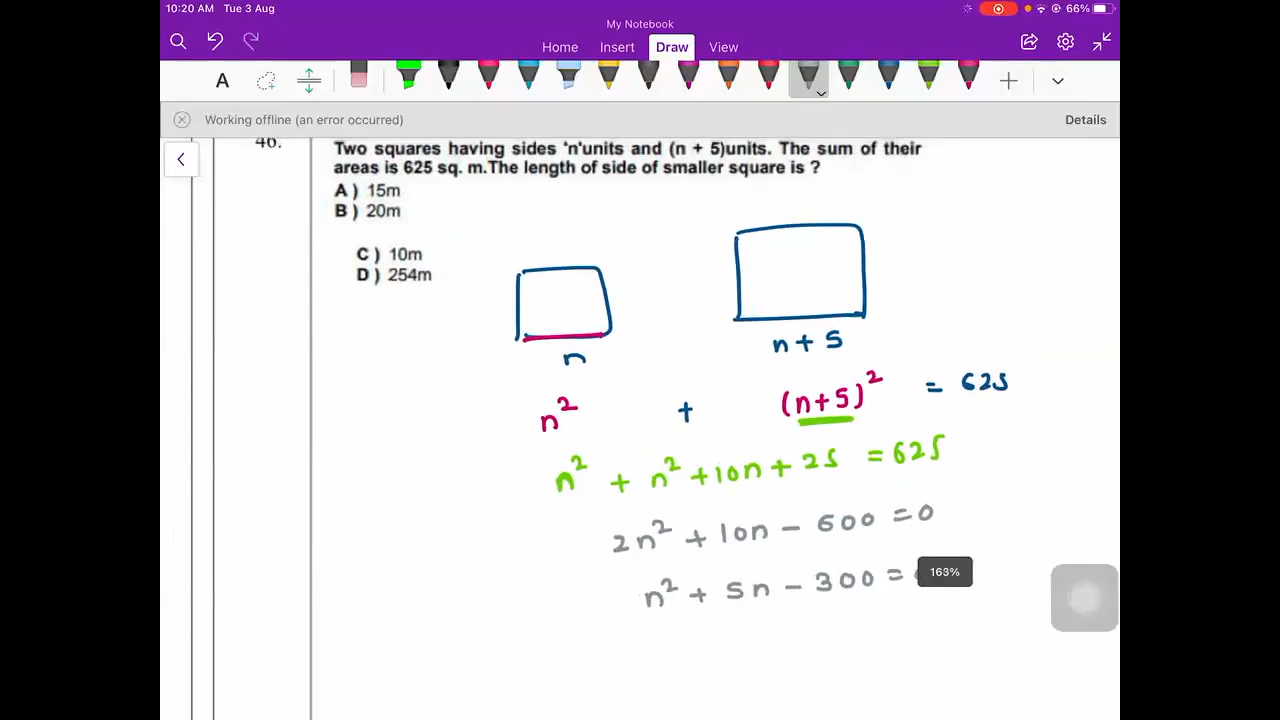 10:20 AM Tue 3 Aug
66%
My Notebook
Home Insert Draw View
A
Working offline (an error occurred) Details
46.
Two squares having sides 'n'units and (n + 5)units. The sum of their
areas is 625 sq. m.The length of side of smaller square is ?
A ) 15m
B ) 20m
C ) 10m
D ) 254m
n
n + 5
n² + (n+5)² = 625
n² + n² +10n + 25 = 625
2n² + 10n - 600 = 0
n² + 5n - 300 =
163%